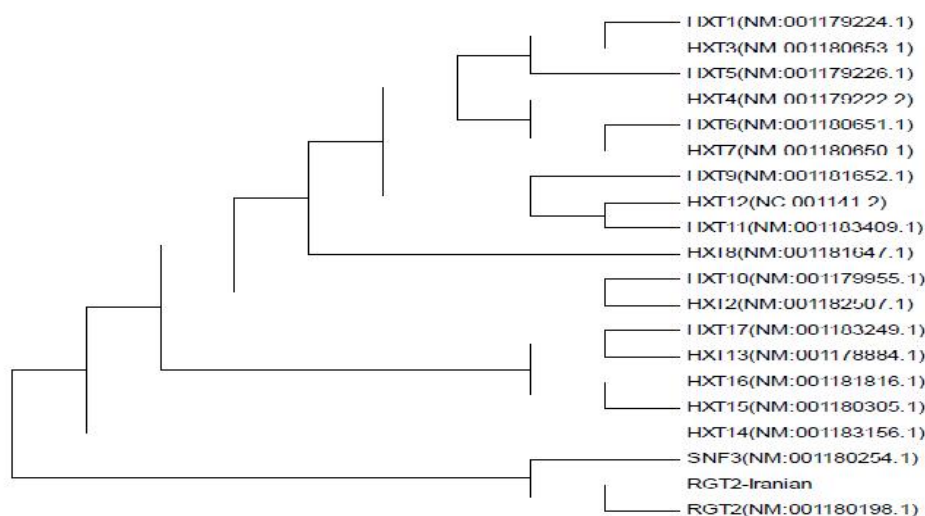 HXT1(NM:001179224.1)
HXT3(NM 001180653 1)
HXT5(NM:001179226.1)
HXT4(NM 001179222 2)
HXT6(NM:001180651.1)
HXT7(NM 001180650 1)
HXT9(NM:001181652.1)
HXT12(NC 001141 2)
HXT11(NM:001183409.1)
HXT8(NM:001181647.1)
HXT10(NM:001179955.1)
HXT2(NM:001182507.1)
HXT17(NM:001183249.1)
HXT13(NM:001178884.1)
HXT16(NM:001181816.1)
HXT15(NM:001180305.1)
HXT14(NM:001183156.1)
SNF3(NM:001180254.1)
RGT2-Iranian
RGT2(NM:001180198.1)